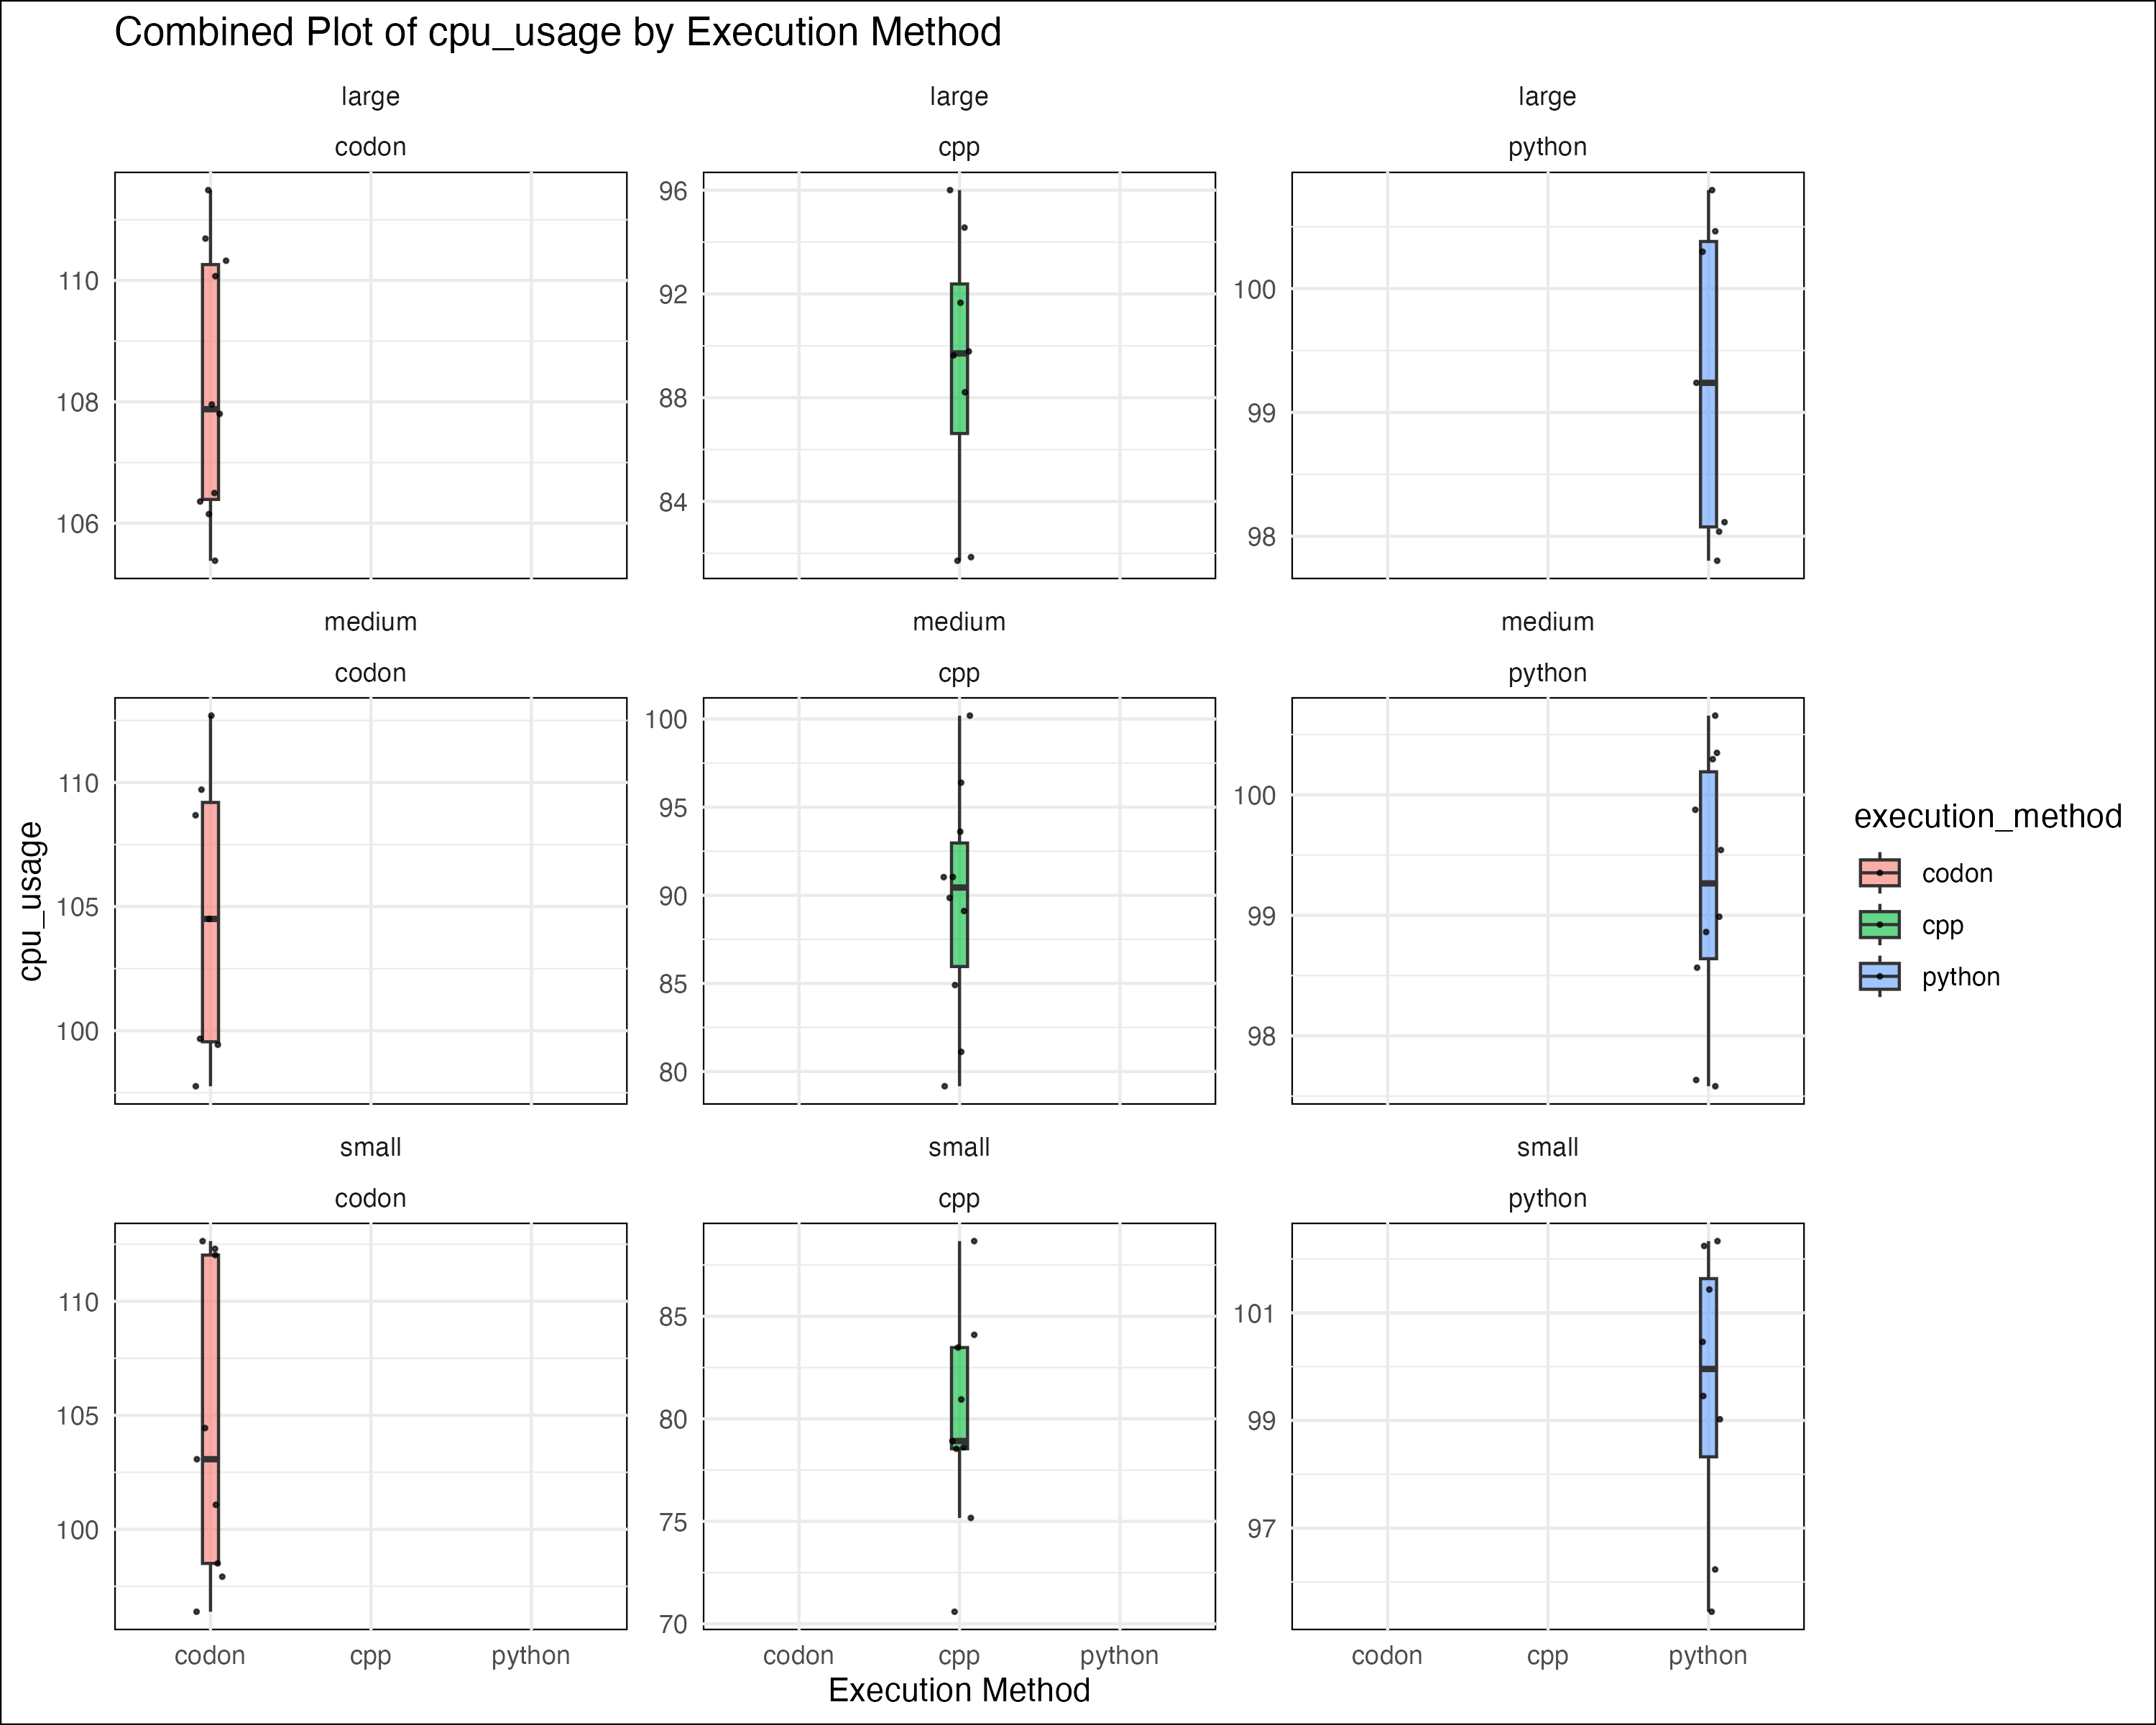 Combined Plot of cpu_usage by Execution Method
large large large
codon cpp python
110
108
106
96
92
88
84
100
99
98
medium medium medium
codon cpp python
110
105
100
100
95
90
85
80
100
99
98
small small small
codon cpp python
110
105
100
85
80
75
70
101
99
97
codon cpp python codon cpp python codon cpp python
Execution Method
cpu_usage
execution_method
codon
cpp
python